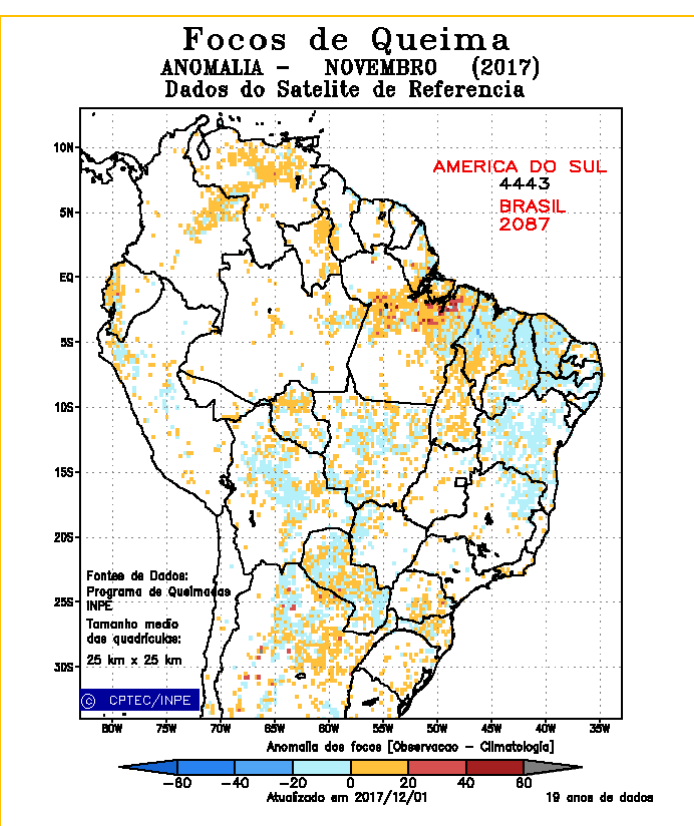 Focos de Queima
ANOMALIA - NOVEMBRO (2017)
Dados do Satelite de Referencia
AMERICA DO SUL
4443
BRASIL
2087
10N
5N
EQ
5S
10S
15S
20S
25S
30S
Fontes de Dados:
Programa de Queimadas
INPE
Tamanho medio
das quadrículas:
25 km x 25 km
© CPTEC/INPE
80W 75W 70W 65W 60W 55W 50W 45W 40W 35W
Anomalia dos focos [Observacao - Climatologia]
-60 -40 -20 0 20 40 60
Atualizado em 2017/12/01 19 anos de dados